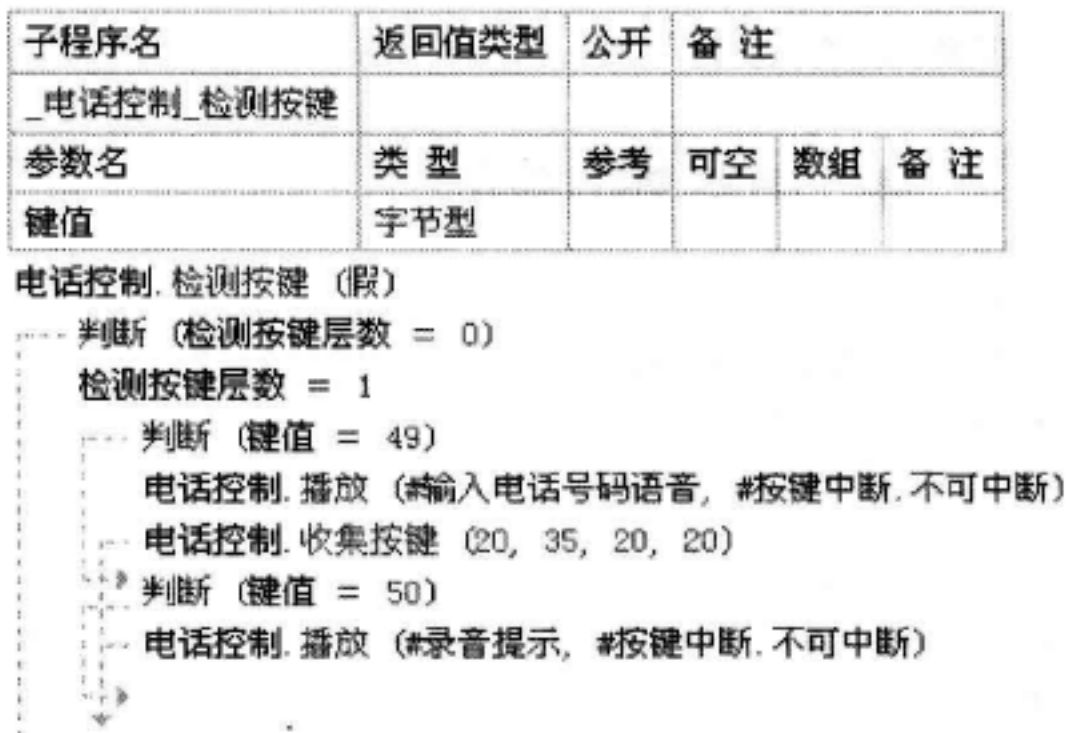 子程序名 返回值类型 公开 备 注
_电话控制_检测按键
参数名 类 型 参考 可空 数组 备 注
键值 字节型
电话控制.检测按键 (假)
判断 (检测按键层数 = 0)
检测按键层数 = 1
判断 (键值 = 49)
电话控制.播放 (#输入电话号码语音, #按键中断.不可中断)
电话控制.收集按键 (20, 35, 20, 20)
判断 (键值 = 50)
电话控制.播放 (#录音提示, #按键中断.不可中断)